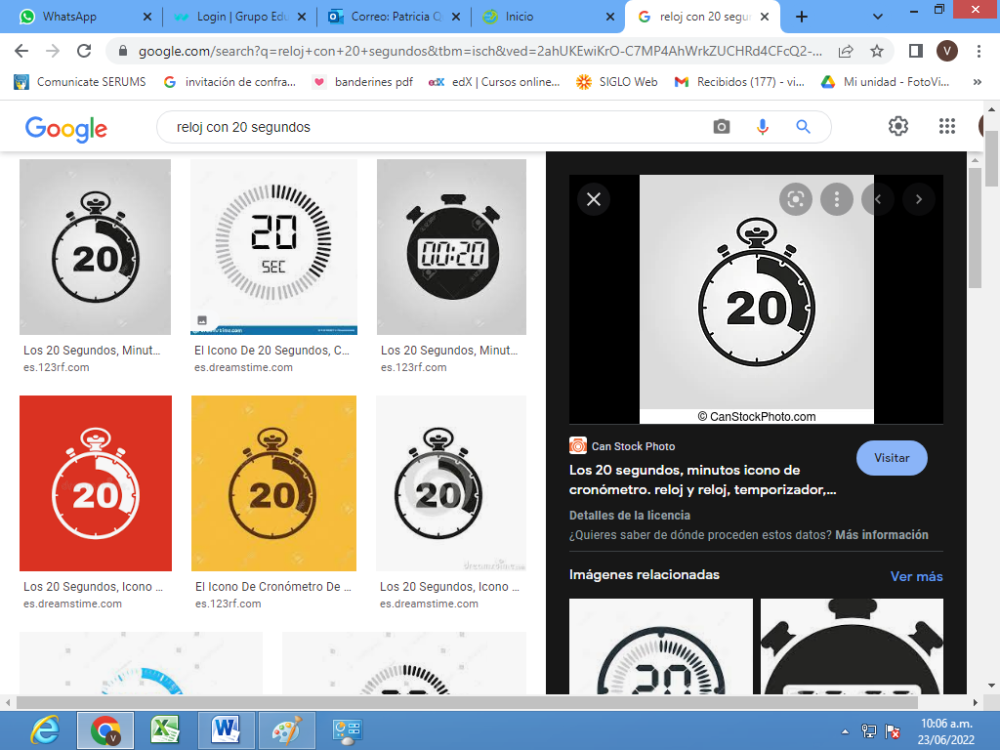 WhatsApp
Login | Grupo Edu
Correo: Patricia Q
Inicio
reloj con 20 segun
google.com/search?q=reloj+con+20+segundos&tbm=isch&ved=2ahUKEwiKrO-C7MP4AhWrkZUCHRd4CFcQ2-...
V
Comunicate SERUMS
invitación de confra...
banderines pdf
edX | Cursos online...
SIGLO Web
Recibidos (177) - vi...
Mi unidad - FotoVi...
»
Google
reloj con 20 segundos
20
20
SEC
00:20
dreamstime.com
Los 20 Segundos, Minut...
es.123rf.com
El Icono De 20 Segundos, C...
es.dreamstime.com
Los 20 Segundos, Minut...
es.123rf.com
20
20
20
dreamstime
Los 20 Segundos, Icono ...
es.dreamstime.com
El Icono De Cronómetro De ...
es.123rf.com
Los 20 Segundos, Icono ...
es.dreamstime.com
20
© CanStockPhoto.com
Can Stock Photo
Los 20 segundos, minutos icono de
cronómetro. reloj y reloj, temporizador,...
Visitar
Detalles de la licencia
¿Quieres saber de dónde proceden estos datos? Más información
Imágenes relacionadas
Ver más
20
10:06 a.m.
23/06/2022